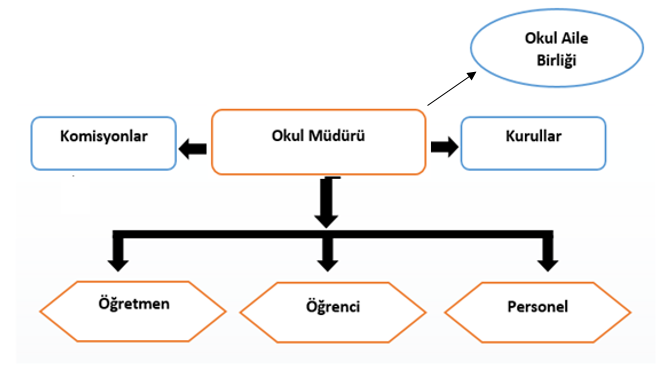 Okul Aile
Birliği
Komisyonlar
Okul Müdürü
Kurullar
Öğretmen
Öğrenci
Personel